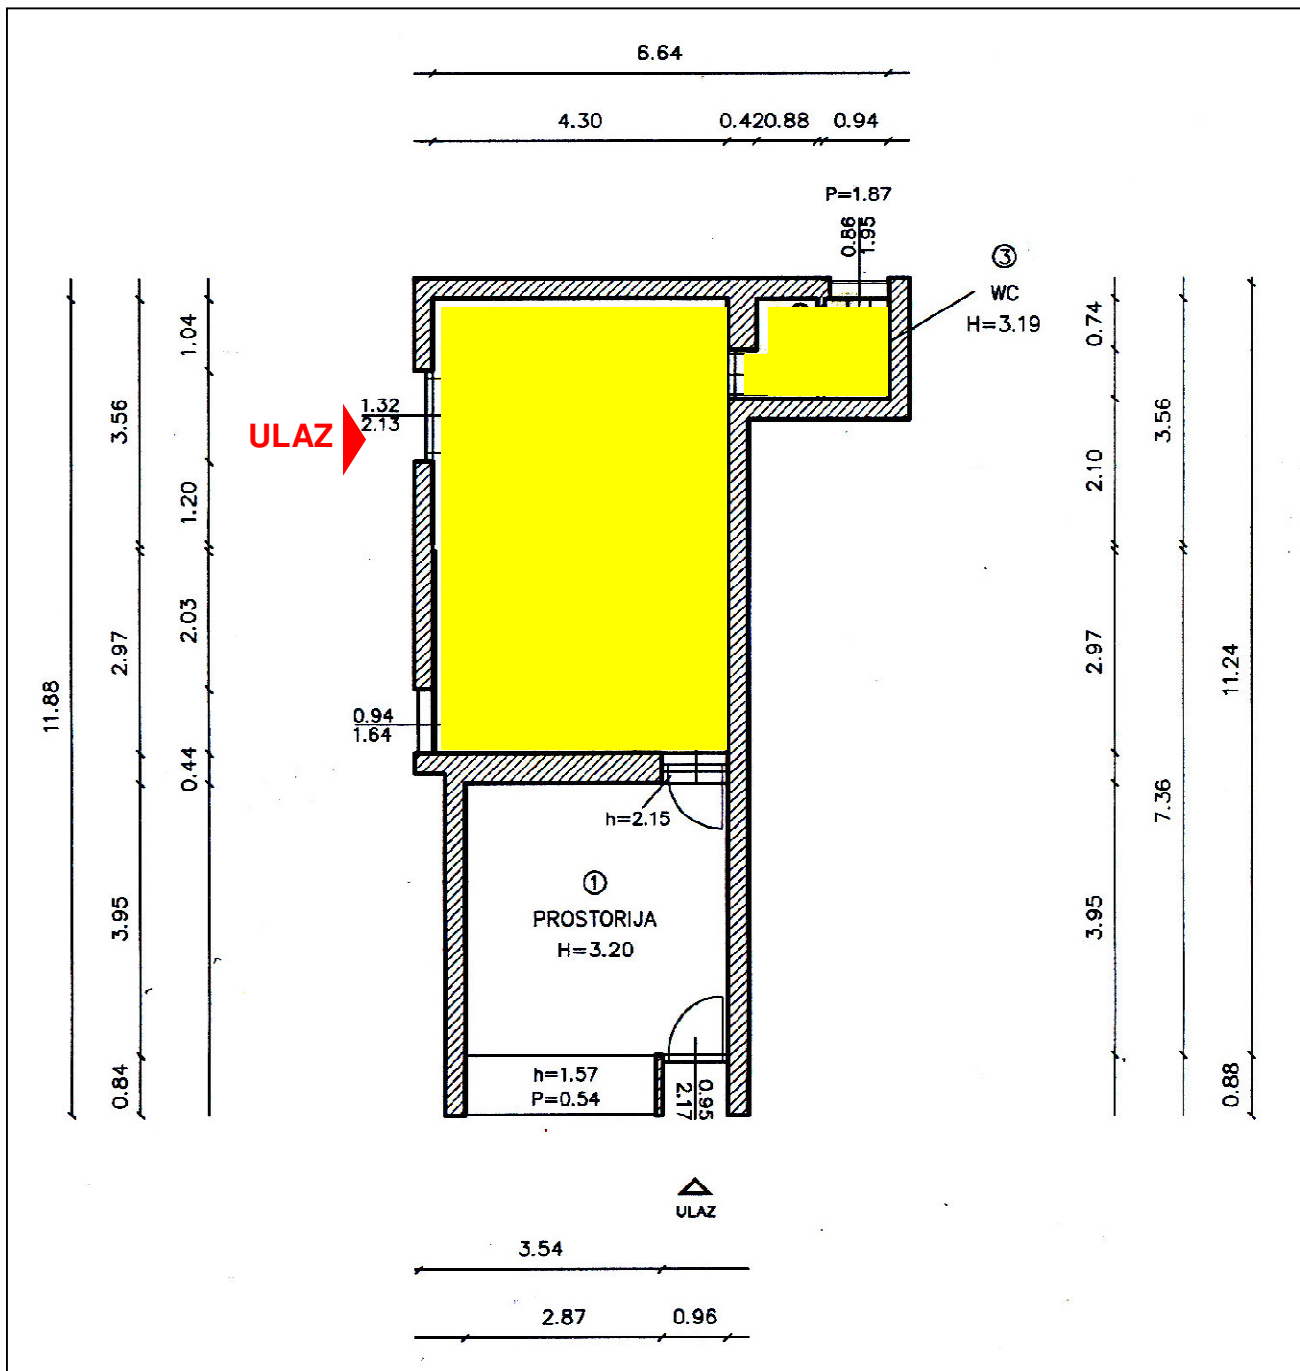 6.64
4.30 0.42 0.88 0.94
P=1.87
0.86
1.95
③
WC
H=3.19
1.04
0.74
1.32
2.13
ULAZ
3.56
3.56
2.10
1.20
2.03
2.97
2.97
11.88
11.24
0.94
1.64
0.44
7.36
h=2.15
①
PROSTORIJA
H=3.20
3.95
3.95
h=1.57
P=0.54
0.95
2.17
0.84
0.88
ULAZ
3.54
2.87 0.96